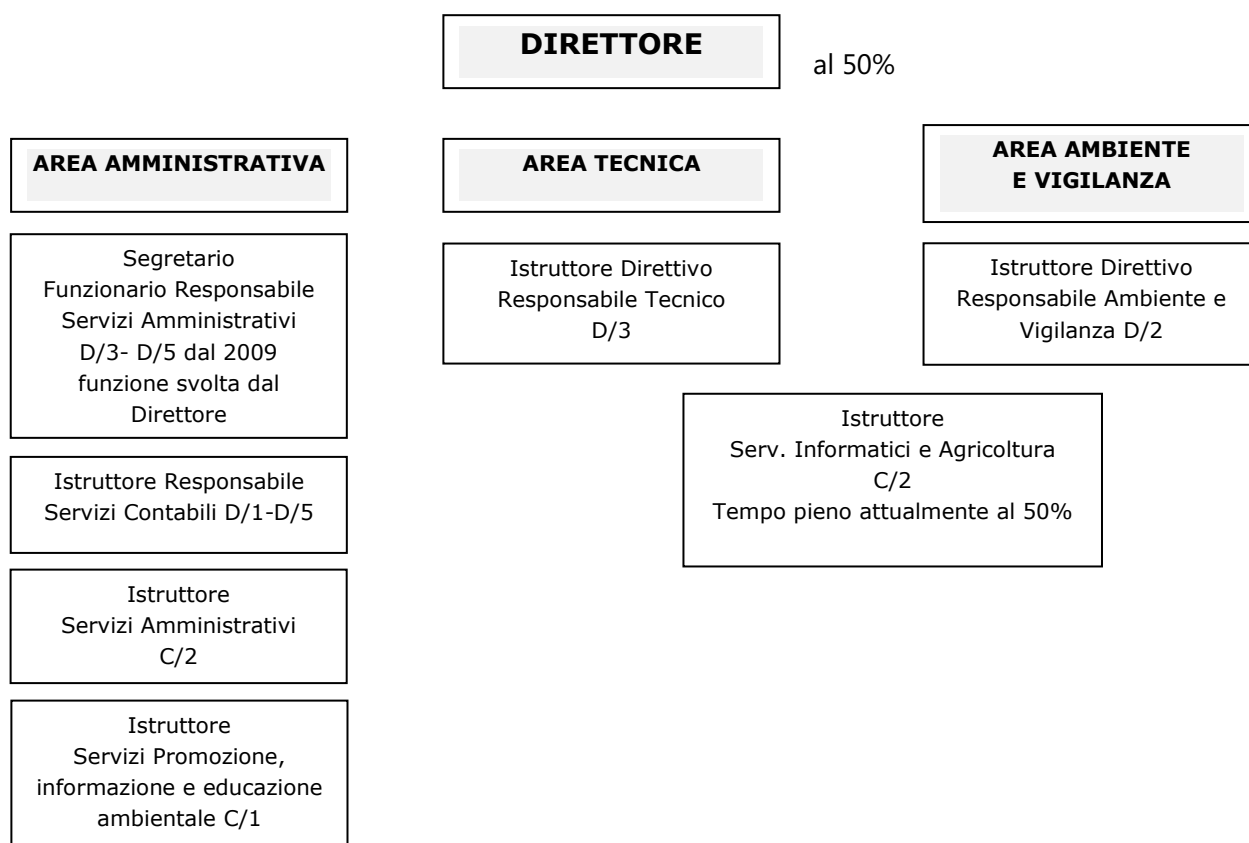 DIRETTORE
al 50%
AREA AMMINISTRATIVA
AREA TECNICA
AREA AMBIENTE
E VIGILANZA
Segretario
Funzionario Responsabile
Servizi Amministrativi
D/3- D/5 dal 2009
funzione svolta dal
Direttore
Istruttore Direttivo
Responsabile Tecnico
D/3
Istruttore Direttivo
Responsabile Ambiente e
Vigilanza D/2
Istruttore
Serv. Informatici e Agricoltura
C/2
Tempo pieno attualmente al 50%
Istruttore Responsabile
Servizi Contabili D/1-D/5
Istruttore
Servizi Amministrativi
C/2
Istruttore
Servizi Promozione,
informazione e educazione
ambientale C/1